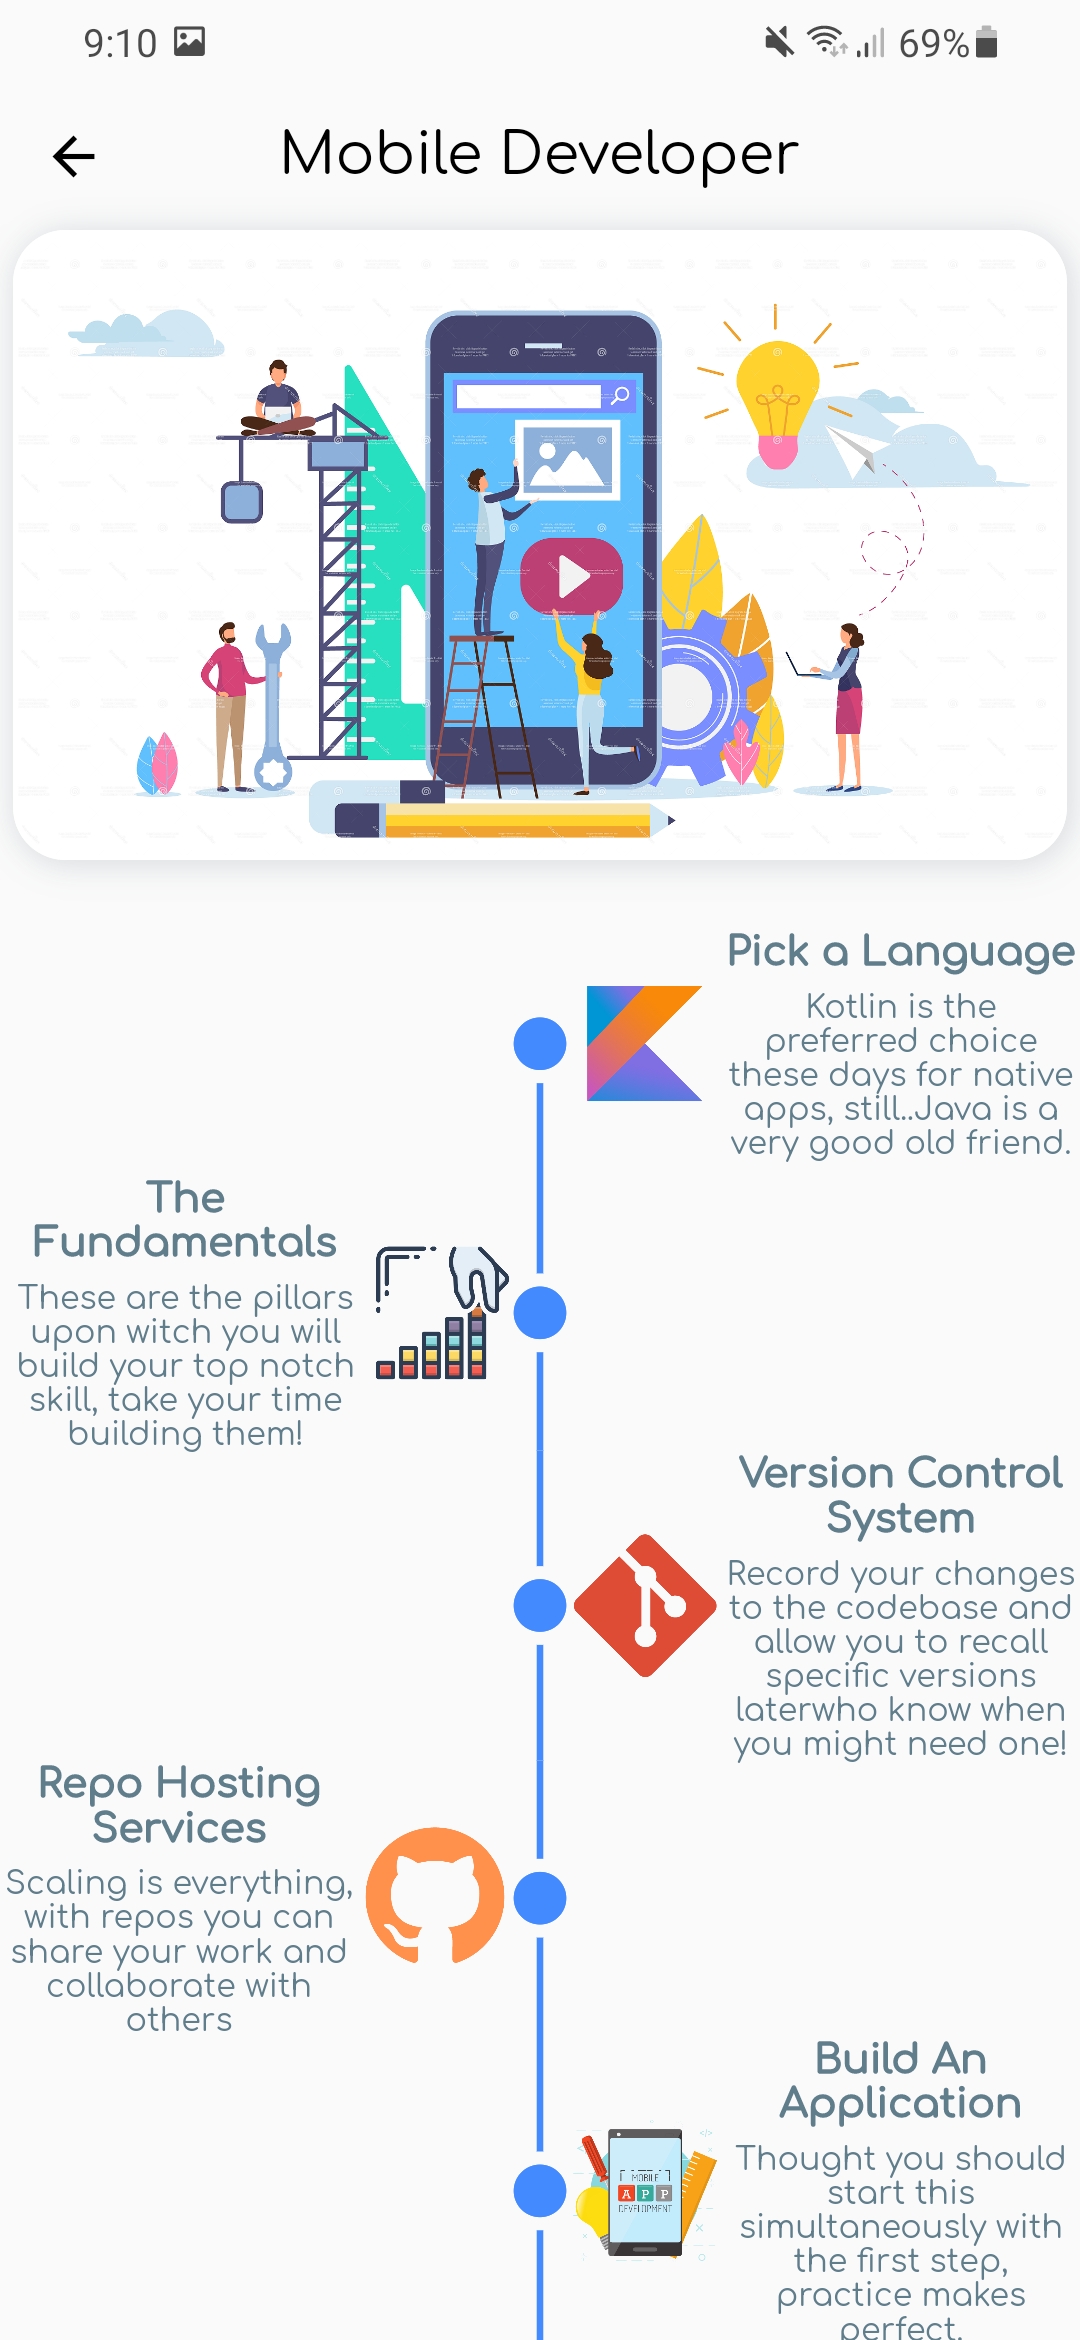 9:10
69%
Mobile Developer
Pick a Language
Kotlin is the
preferred choice
these days for native
apps, still..Java is a
very good old friend.
The
Fundamentals
These are the pillars
upon witch you will
build your top notch
skill, take your time
building them!
Version Control
System
Record your changes
to the codebase and
allow you to recall
specific versions
laterwho know when
you might need one!
Repo Hosting
Services
Scaling is everything,
with repos you can
share your work and
collaborate with
others
Build An
Application
MOBILE
APP
DEVELOPMENT
Thought you should
start this
simultaneously with
the first step,
practice makes
perfect.